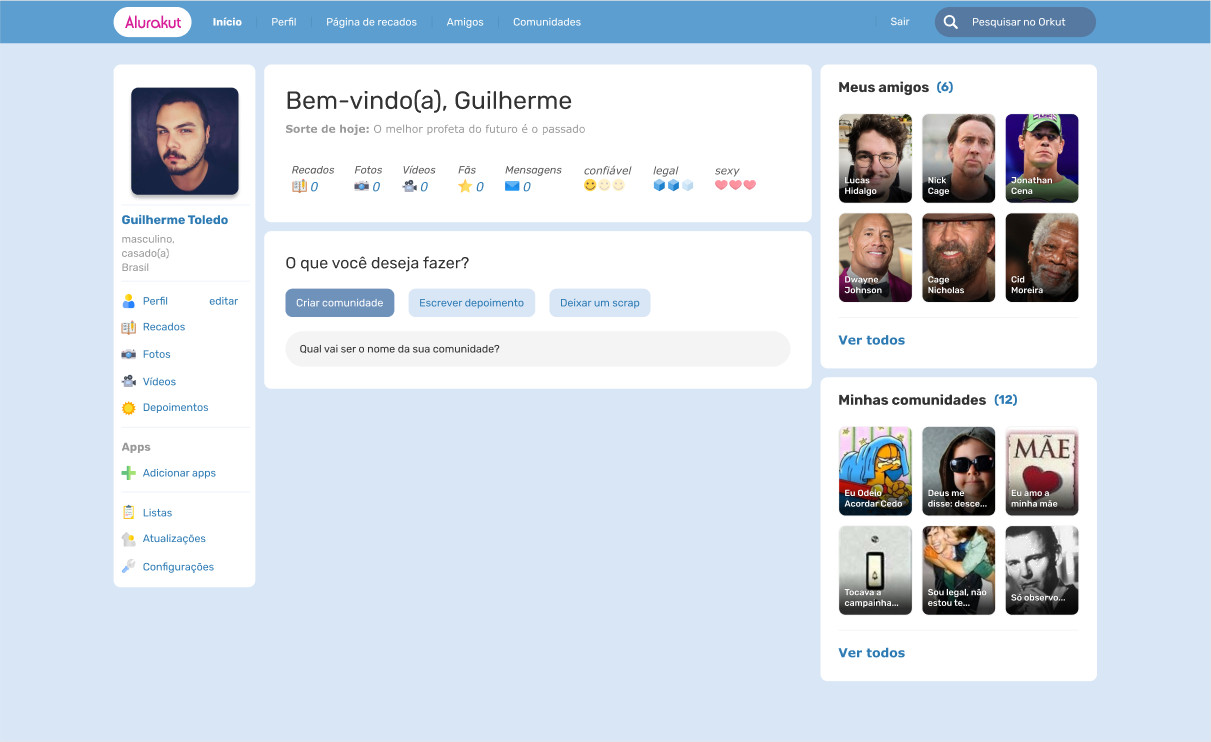 Alurakut
Início
Perfil
Página de recados
Amigos
Comunidades
Sair
Pesquisar no Orkut
Guilherme Toledo
masculino,
casado(a)
Brasil
Perfil
editar
Recados
Fotos
Vídeos
Depoimentos
Apps
Adicionar apps
Listas
Atualizações
Configurações
Bem-vindo(a), Guilherme
Sorte de hoje: O melhor profeta do futuro é o passado
Recados Fotos Vídeos Fãs Mensagens confiável legal sexy
0 0 0 0 0
O que você deseja fazer?
Criar comunidade
Escrever depoimento
Deixar um scrap
Qual vai ser o nome da sua comunidade?
Meus amigos (6)
Lucas
Hidalgo
Nick
Cage
Jonathan
Cena
Dwayne
Johnson
Cage
Nicholas
Cid
Moreira
Ver todos
Minhas comunidades (12)
Eu Odeio
Acordar Cedo
Deus me
disse: desce...
MÃE
Eu amo a
minha mãe
Tocava a
campainha...
Sou legal, não
estou te...
Só observo...
Ver todos